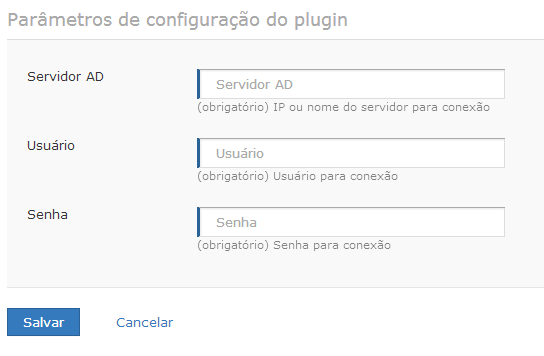 Parâmetros de configuração do plugin
Servidor AD
Servidor AD
(obrigatório) IP ou nome do servidor para conexão
Usuário
Usuário
(obrigatório) Usuário para conexão
Senha
Senha
(obrigatório) Senha para conexão
Salvar Cancelar